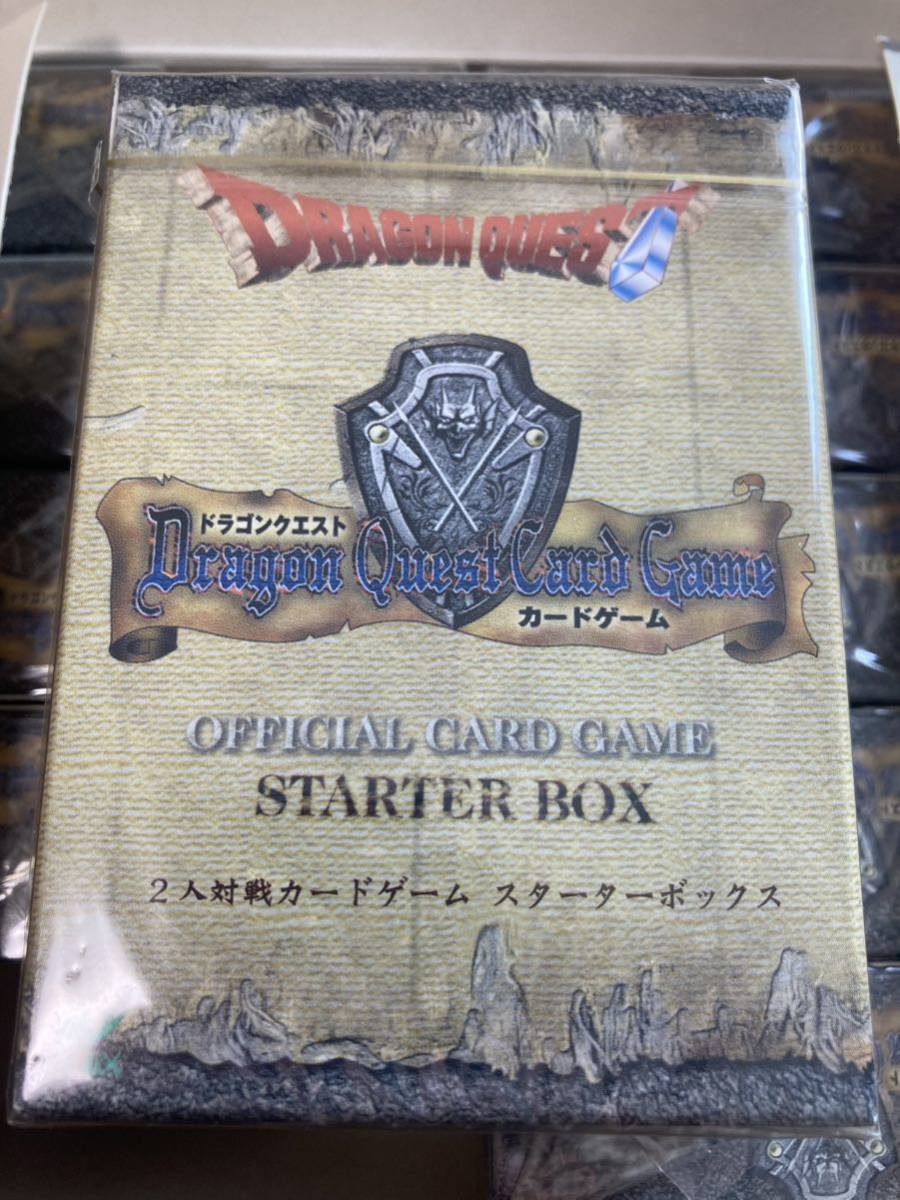 DRAGON QUEST
ドラゴンクエスト
Dragon Quest Card Game
カードゲーム
OFFICIAL CARD GAME
STARTER BOX
2人対戦カードゲーム スターターボックス